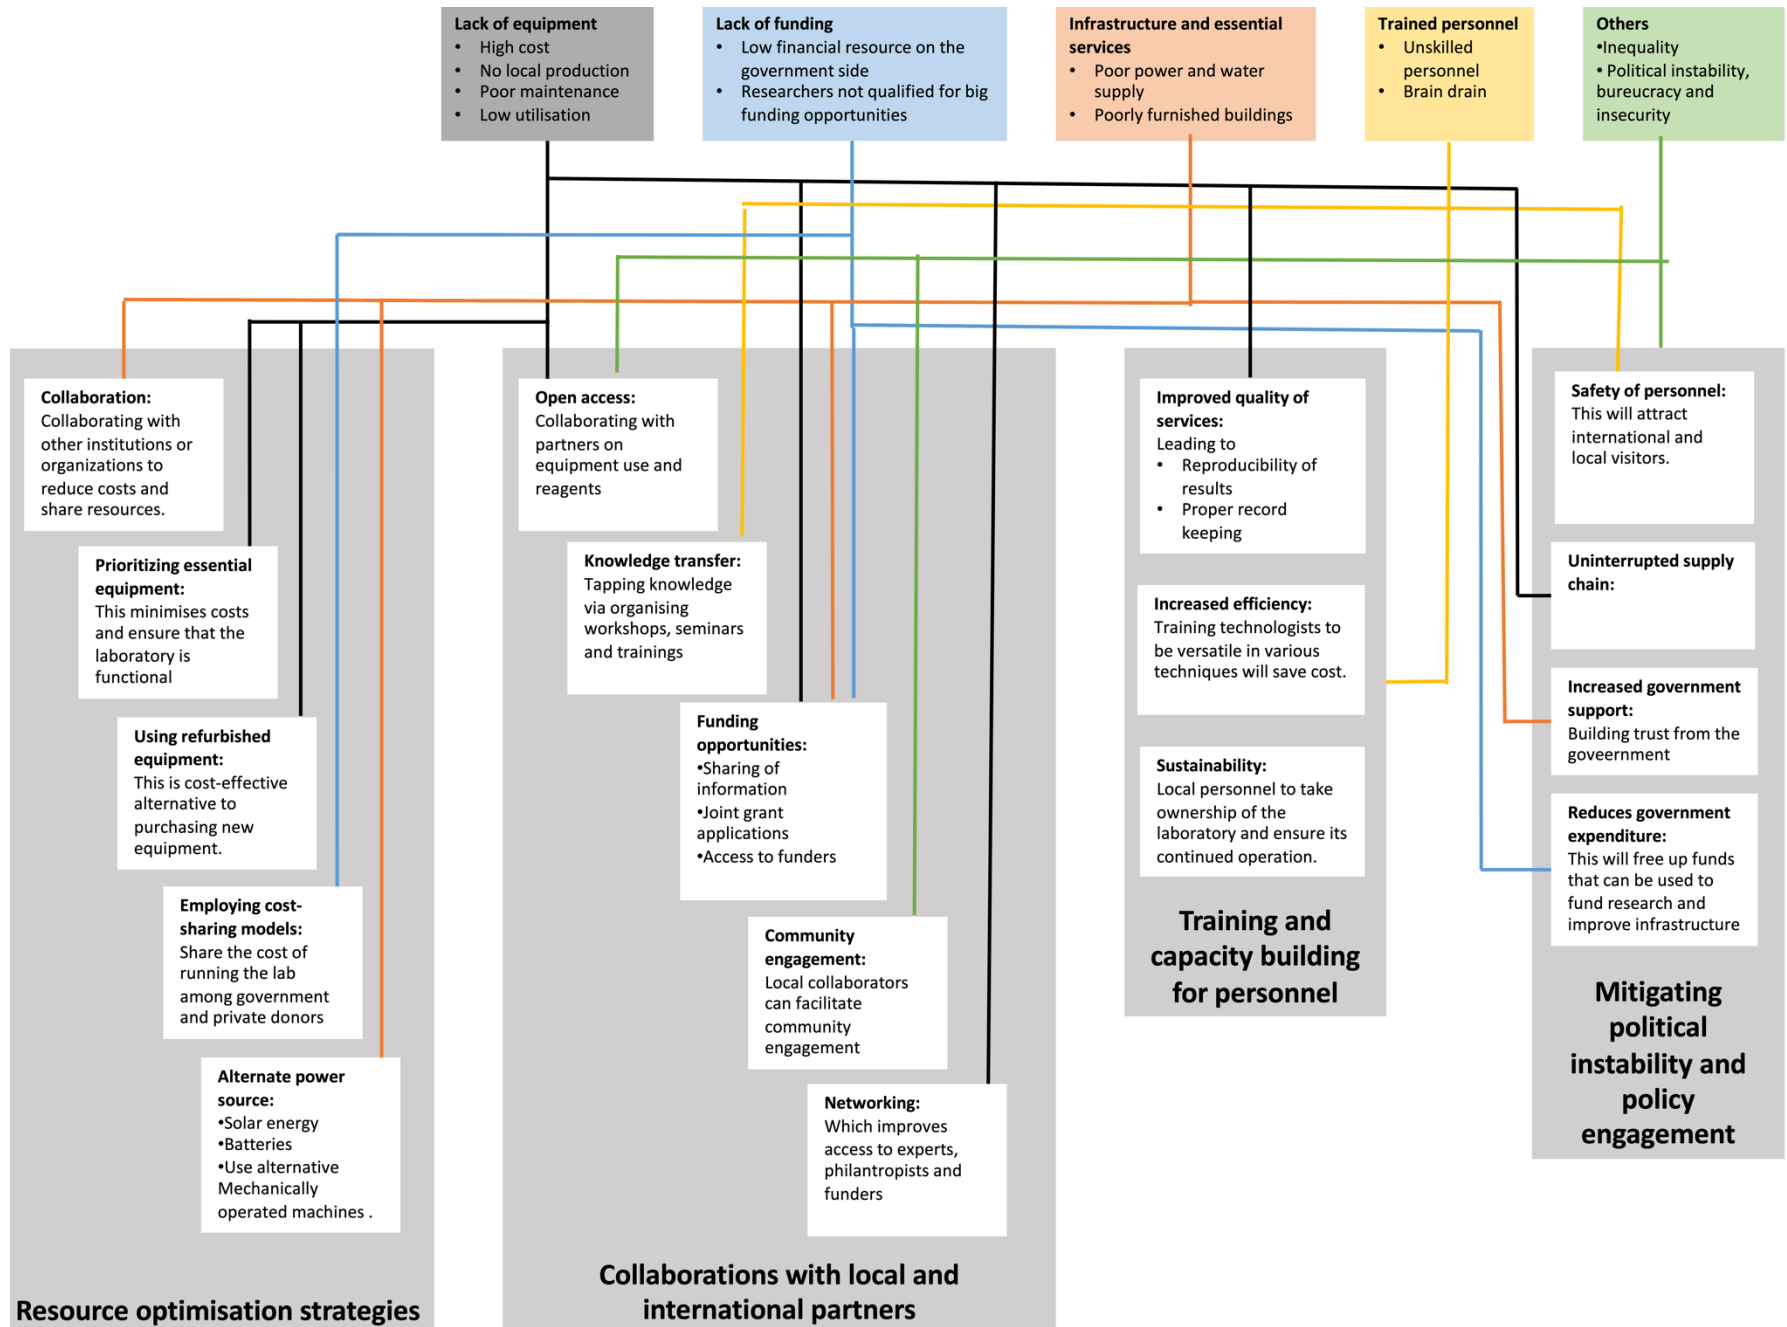 Lack of equipment
• High cost
• No local production
• Poor maintenance
• Low utilisation
Lack of funding
• Low financial resource on the
government side
• Researchers not qualified for big
funding opportunities
Infrastructure and essential
services
• Poor power and water
supply
• Poorly furnished buildings
Trained personnel
• Unskilled
personnel
• Brain drain
Others
•Inequality
• Political instability,
bureucracy and
insecurity
Collaboration:
Collaborating with
other institutions or
organizations to
reduce costs and
share resources.
Prioritizing essential
equipment:
This minimises costs
and ensure that the
laboratory is
functional
Using refurbished
equipment:
This is cost-effective
alternative to
purchasing new
equipment.
Employing cost-
sharing models:
Share the cost of
running the lab
among government
and private donors
Alternate power
source:
•Solar energy
•Batteries
•Use alternative
Mechanically
operated machines .
Resource optimisation strategies
Open access:
Collaborating with
partners on
equipment use and
reagents
Knowledge transfer:
Tapping knowledge
via organising
workshops, seminars
and trainings
Funding
opportunities:
•Sharing of
information
•Joint grant
applications
•Access to funders
Community
engagement:
Local collaborators
can facilitate
community
engagement
Networking:
Which improves
access to experts,
philantropists and
funders
Collaborations with local and
international partners
Improved quality of
services:
Leading to
• Reproducibility of
results
• Proper record
keeping
Increased efficiency:
Training technologists to
be versatile in various
techniques will save cost.
Sustainability:
Local personnel to take
ownership of the
laboratory and ensure its
continued operation.
Training and
capacity building
for personnel
Safety of personnel:
This will attract
international and
local visitors.
Uninterrupted supply
chain:
Increased government
support:
Building trust from the
goveernment
Reduces government
expenditure:
This will free up funds
that can be used to
fund research and
improve infrastructure
Mitigating
political
instability and
policy
engagement